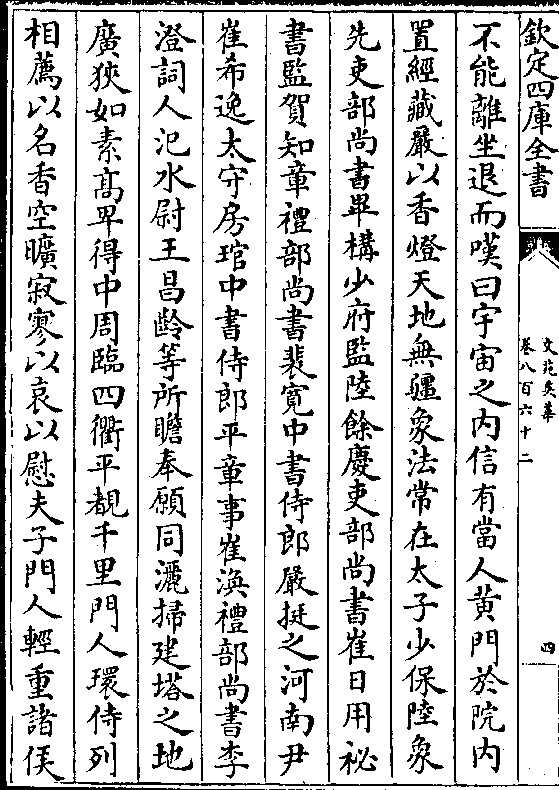 欽定四庫全書
文苑英華
卷八百六十二
四
不能離坐退而嘆曰宇宙之內信有當人黃門於院內
置經藏嚴以香燈天地無疆象法常在太子少保陸象
先吏部尚書畢構少府監陸餘慶吏部尚書崔日用祕
書監賀知章禮部尚書裴寛中書侍郎嚴挺之河南尹
崔希逸太守房琯中書侍郎平章事崔渙禮部尚書李
澄詞人汜水尉王昌齡等所瞻奉願同灑掃建塔之地
廣狹如素髙卑得中周臨四衢平覩千里門人環侍列
相薦以名香空曠寂寥以哀以慰夫子門人輕重諸侯